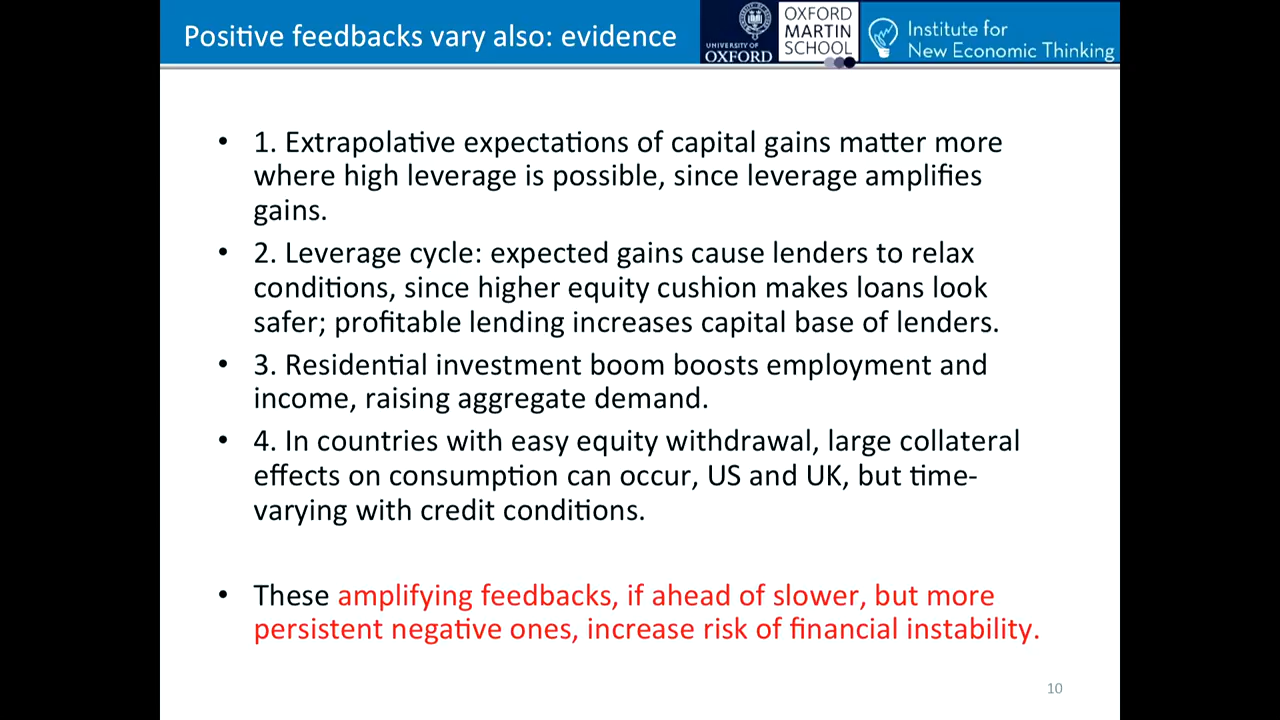 Positive feedbacks vary also: evidence
UNIVERSITY OF
OXFORD
OXFORD
MARTIN
SCHOOL
Institute for
New Economic Thinking
• 1. Extrapolative expectations of capital gains matter more
where high leverage is possible, since leverage amplifies
gains.
• 2. Leverage cycle: expected gains cause lenders to relax
conditions, since higher equity cushion makes loans look
safer; profitable lending increases capital base of lenders.
• 3. Residential investment boom boosts employment and
income, raising aggregate demand.
• 4. In countries with easy equity withdrawal, large collateral
effects on consumption can occur, US and UK, but time-
varying with credit conditions.
• These amplifying feedbacks, if ahead of slower, but more
persistent negative ones, increase risk of financial instability.
10